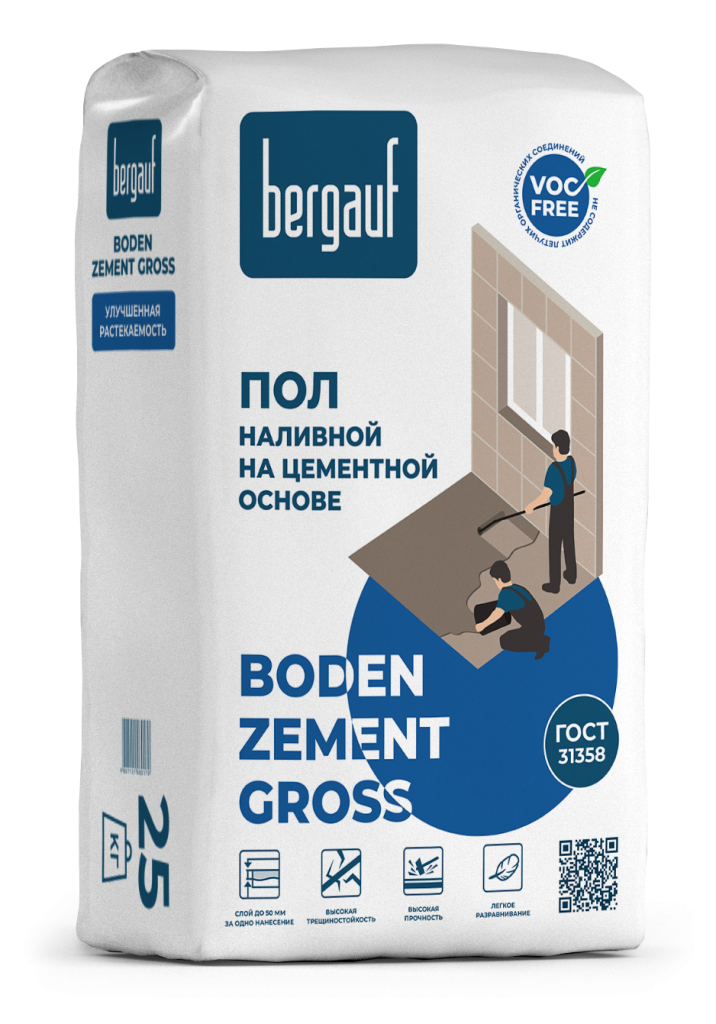 bergauf
BODEN
ZEMENT GROSS
УЛУЧШЕННАЯ
РАСТЕКАЕМОСТЬ
25
КГ
bergauf
НЕ СОДЕРЖИТ ЛЕТУЧИХ ОРГАНИЧЕСКИХ СОЕДИНЕНИЙ
VOC
FREE
ПОЛ
НАЛИВНОЙ
НА ЦЕМЕНТНОЙ
ОСНОВЕ
BODEN
ZEMENT
GROSS
ГОСТ
31358
СЛОЙ ДО 50 ММ
ЗА ОДНО НАНЕСЕНИЕ
ВЫСОКАЯ
ТРЕЩИНОСТОЙКОСТЬ
ВЫСОКАЯ
ПРОЧНОСТЬ
ЛЕГКОЕ
РАЗРАВНИВАНИЕ